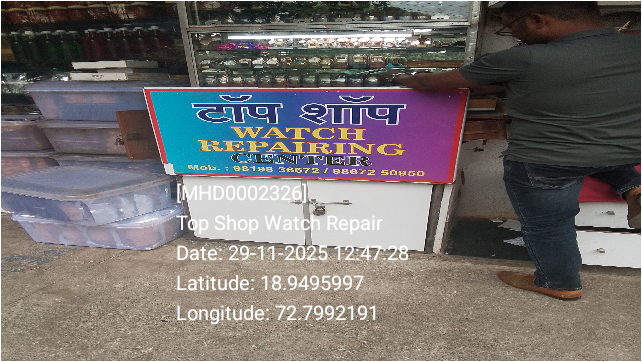 टॉप शॉप
WATCH
REPAIRING
CENTER
Mob. : 98198 36572 / 98672 50950
[MHD0002326]
Top Shop Watch Repair
Date: 29-11-2025 12:47:28
Latitude: 18.9495997
Longitude: 72.7992191